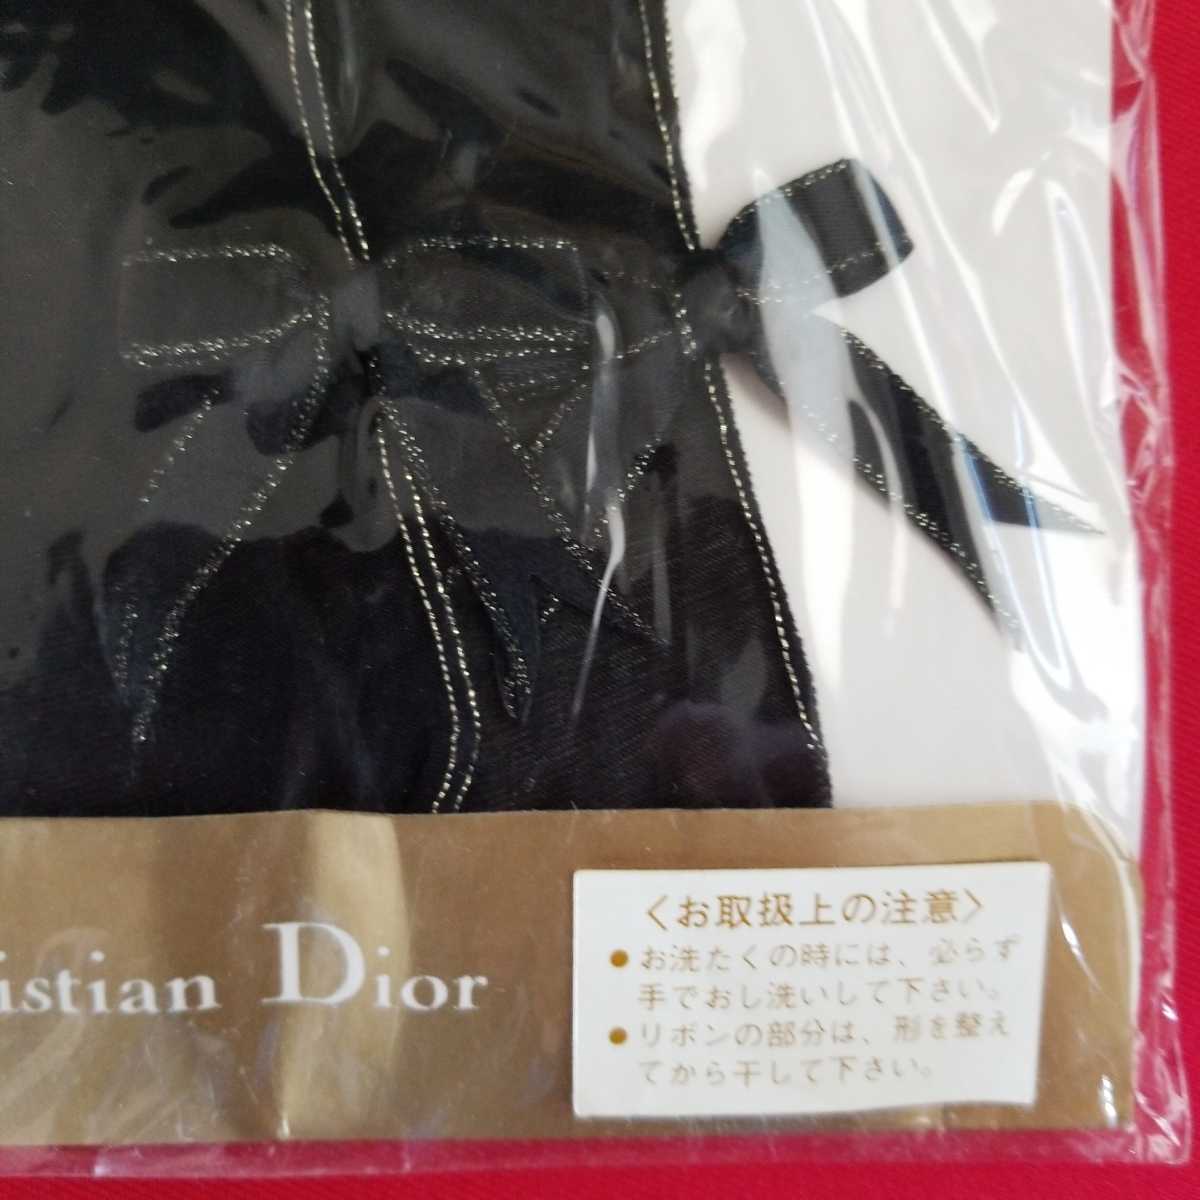 istian Dior
<お取扱上の注意>
●お洗たくの時には、必らず
手でおし洗いして下さい。
●リボンの部分は、形を整え
てから干して下さい。